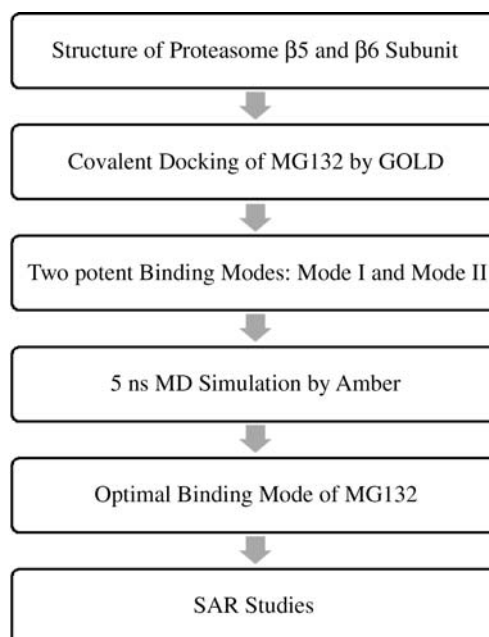 Structure of Proteasome β5 and β6 Subunit
Covalent Docking of MG132 by GOLD
Two potent Binding Modes: Mode I and Mode II
5 ns MD Simulation by Amber
Optimal Binding Mode of MG132
SAR Studies